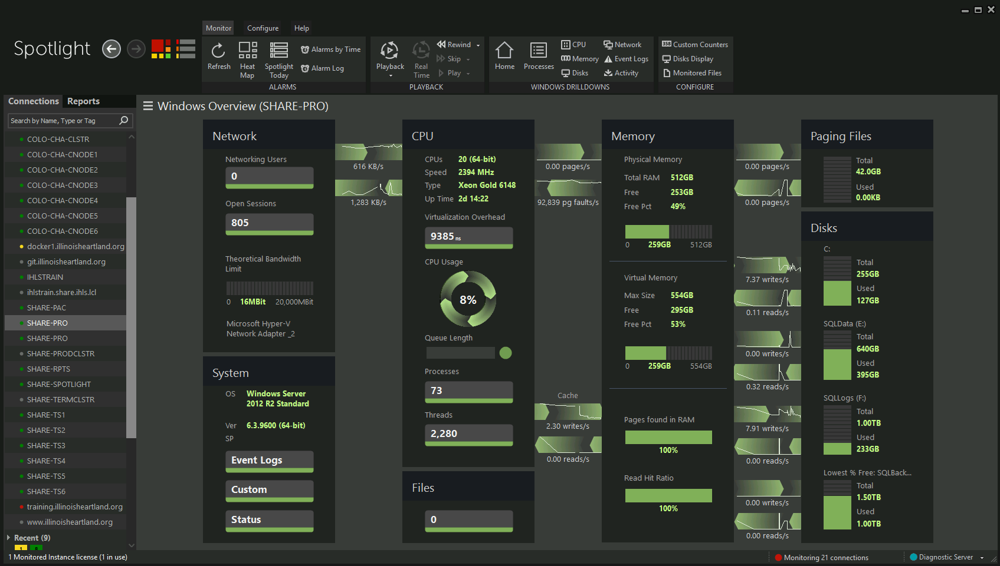 Spotlight
Monitor
Configure
Help
Refresh
Heat
Map
Spotlight
Today
Alarms by Time
Alarm Log
ALARMS
Playback
Real
Time
Rewind
Skip
Play
PLAYBACK
Home
Processes
CPU
Memory
Disks
Network
Event Logs
Activity
WINDOWS DRILLDOWNS
358 Custom Counters
Disks Display
Monitored Files
CONFIGURE
Connections
Reports
Search by Name, Type or Tag
COLO-CHA-CLSTR
COLO-CHA-CNODE1
COLO-CHA-CNODE2
COLO-CHA-CNODE3
COLO-CHA-CNODE4
COLO-CHA-CNODE5
COLO-CHA-CNODE6
docker1.illinoisheartland.org
git.illinoisheartland.org
IHLSTRAIN
ihlstrain.share.ihls.lcl
SHARE-PAC
SHARE-PRO
SHARE-PRO
SHARE-PRODCLSTR
SHARE-RPTS
SHARE-SPOTLIGHT
SHARE-TERMCLSTR
SHARE-TS1
SHARE-TS2
SHARE-TS3
SHARE-TS4
SHARE-TS5
SHARE-TS6
training.illinoisheartland.org
www.illinoisheartland.org
Recent (9)
1 8
Windows Overview (SHARE-PRO)
Network
Networking Users
0
Open Sessions
805
Theoretical Bandwidth
Limit
0 16MBit 20,000MBit
Microsoft Hyper-V
Network Adapter _2
System
OS Windows Server
2012 R2 Standard
Ver 6.3.9600 (64-bit)
SP
Event Logs
Custom
Status
616 KB/s
1,283 KB/s
CPU
CPUs 20 (64-bit)
Speed 2394 MHz
Type Xeon Gold 6148
Up Time 2d 14:22
Virtualization Overhead
9385 ns
CPU Usage
8%
Queue Length
Processes
73
Threads
2,280
Files
0
0.00 pages/s
92,839 pg faults/s
Cache
2.30 writes/s
0.00 reads/s
Memory
Physical Memory
Total RAM 512GB
Free 253GB
Free Pct 49%
0 259GB 512GB
Virtual Memory
Max Size 554GB
Free 295GB
Free Pct 53%
0 259GB 554GB
Pages found in RAM
100%
Read Hit Ratio
100%
0.00 pages/s
0.00 pages/s
7.37 writes/s
0.11 reads/s
0.00 writes/s
0.32 reads/s
7.91 writes/s
0.00 reads/s
0.00 writes/s
0.00 reads/s
Paging Files
Total
42.0GB
Used
0.00KB
Disks
C:
Total
255GB
Used
127GB
SQLData (E:)
Total
640GB
Used
395GB
SQLLogs (F:)
Total
1.00TB
Used
233GB
Lowest % Free: SQLBack...
Total
1.50TB
Used
1.00TB
1 Monitored Instance license (1 in use)
Monitoring 21 connections
Diagnostic Server